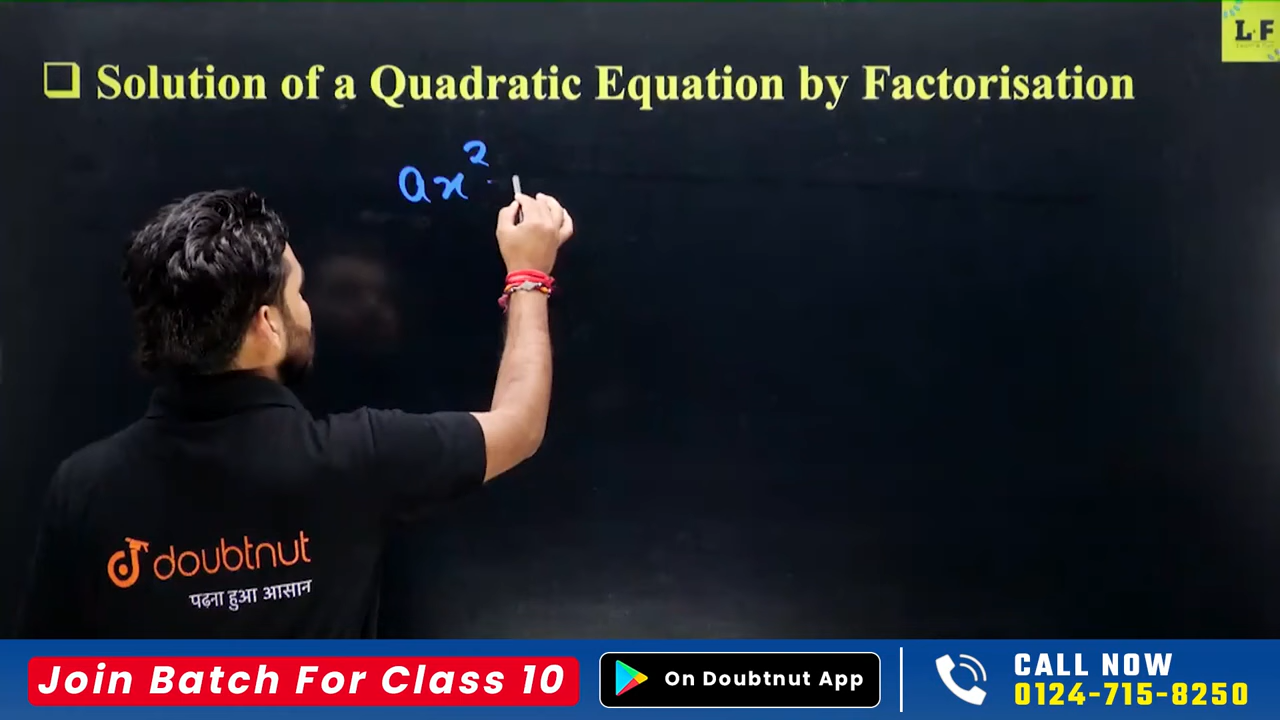 L·F
❑ Solution of a Quadratic Equation by Factorisation
ax²
doubtnut
पढ़ना हुआ आसान
Join Batch For Class 10
On Doubtnut App
CALL NOW
0124-715-8250